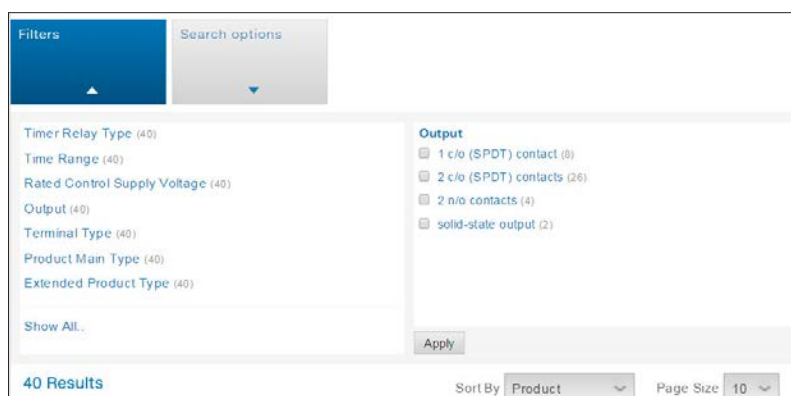 Filters
Search options
Timer Relay Type (40)
Time Range (40)
Rated Control Supply Voltage (40)
Output (40)
Terminal Type (40)
Product Main Type (40)
Extended Product Type (40)
Show All..
Output
1 c/o (SPDT) contact (8)
2 c/o (SPDT) contacts (26)
2 n/o contacts (4)
solid-state output (2)
Apply
40 Results
Sort By Product
Page Size 10